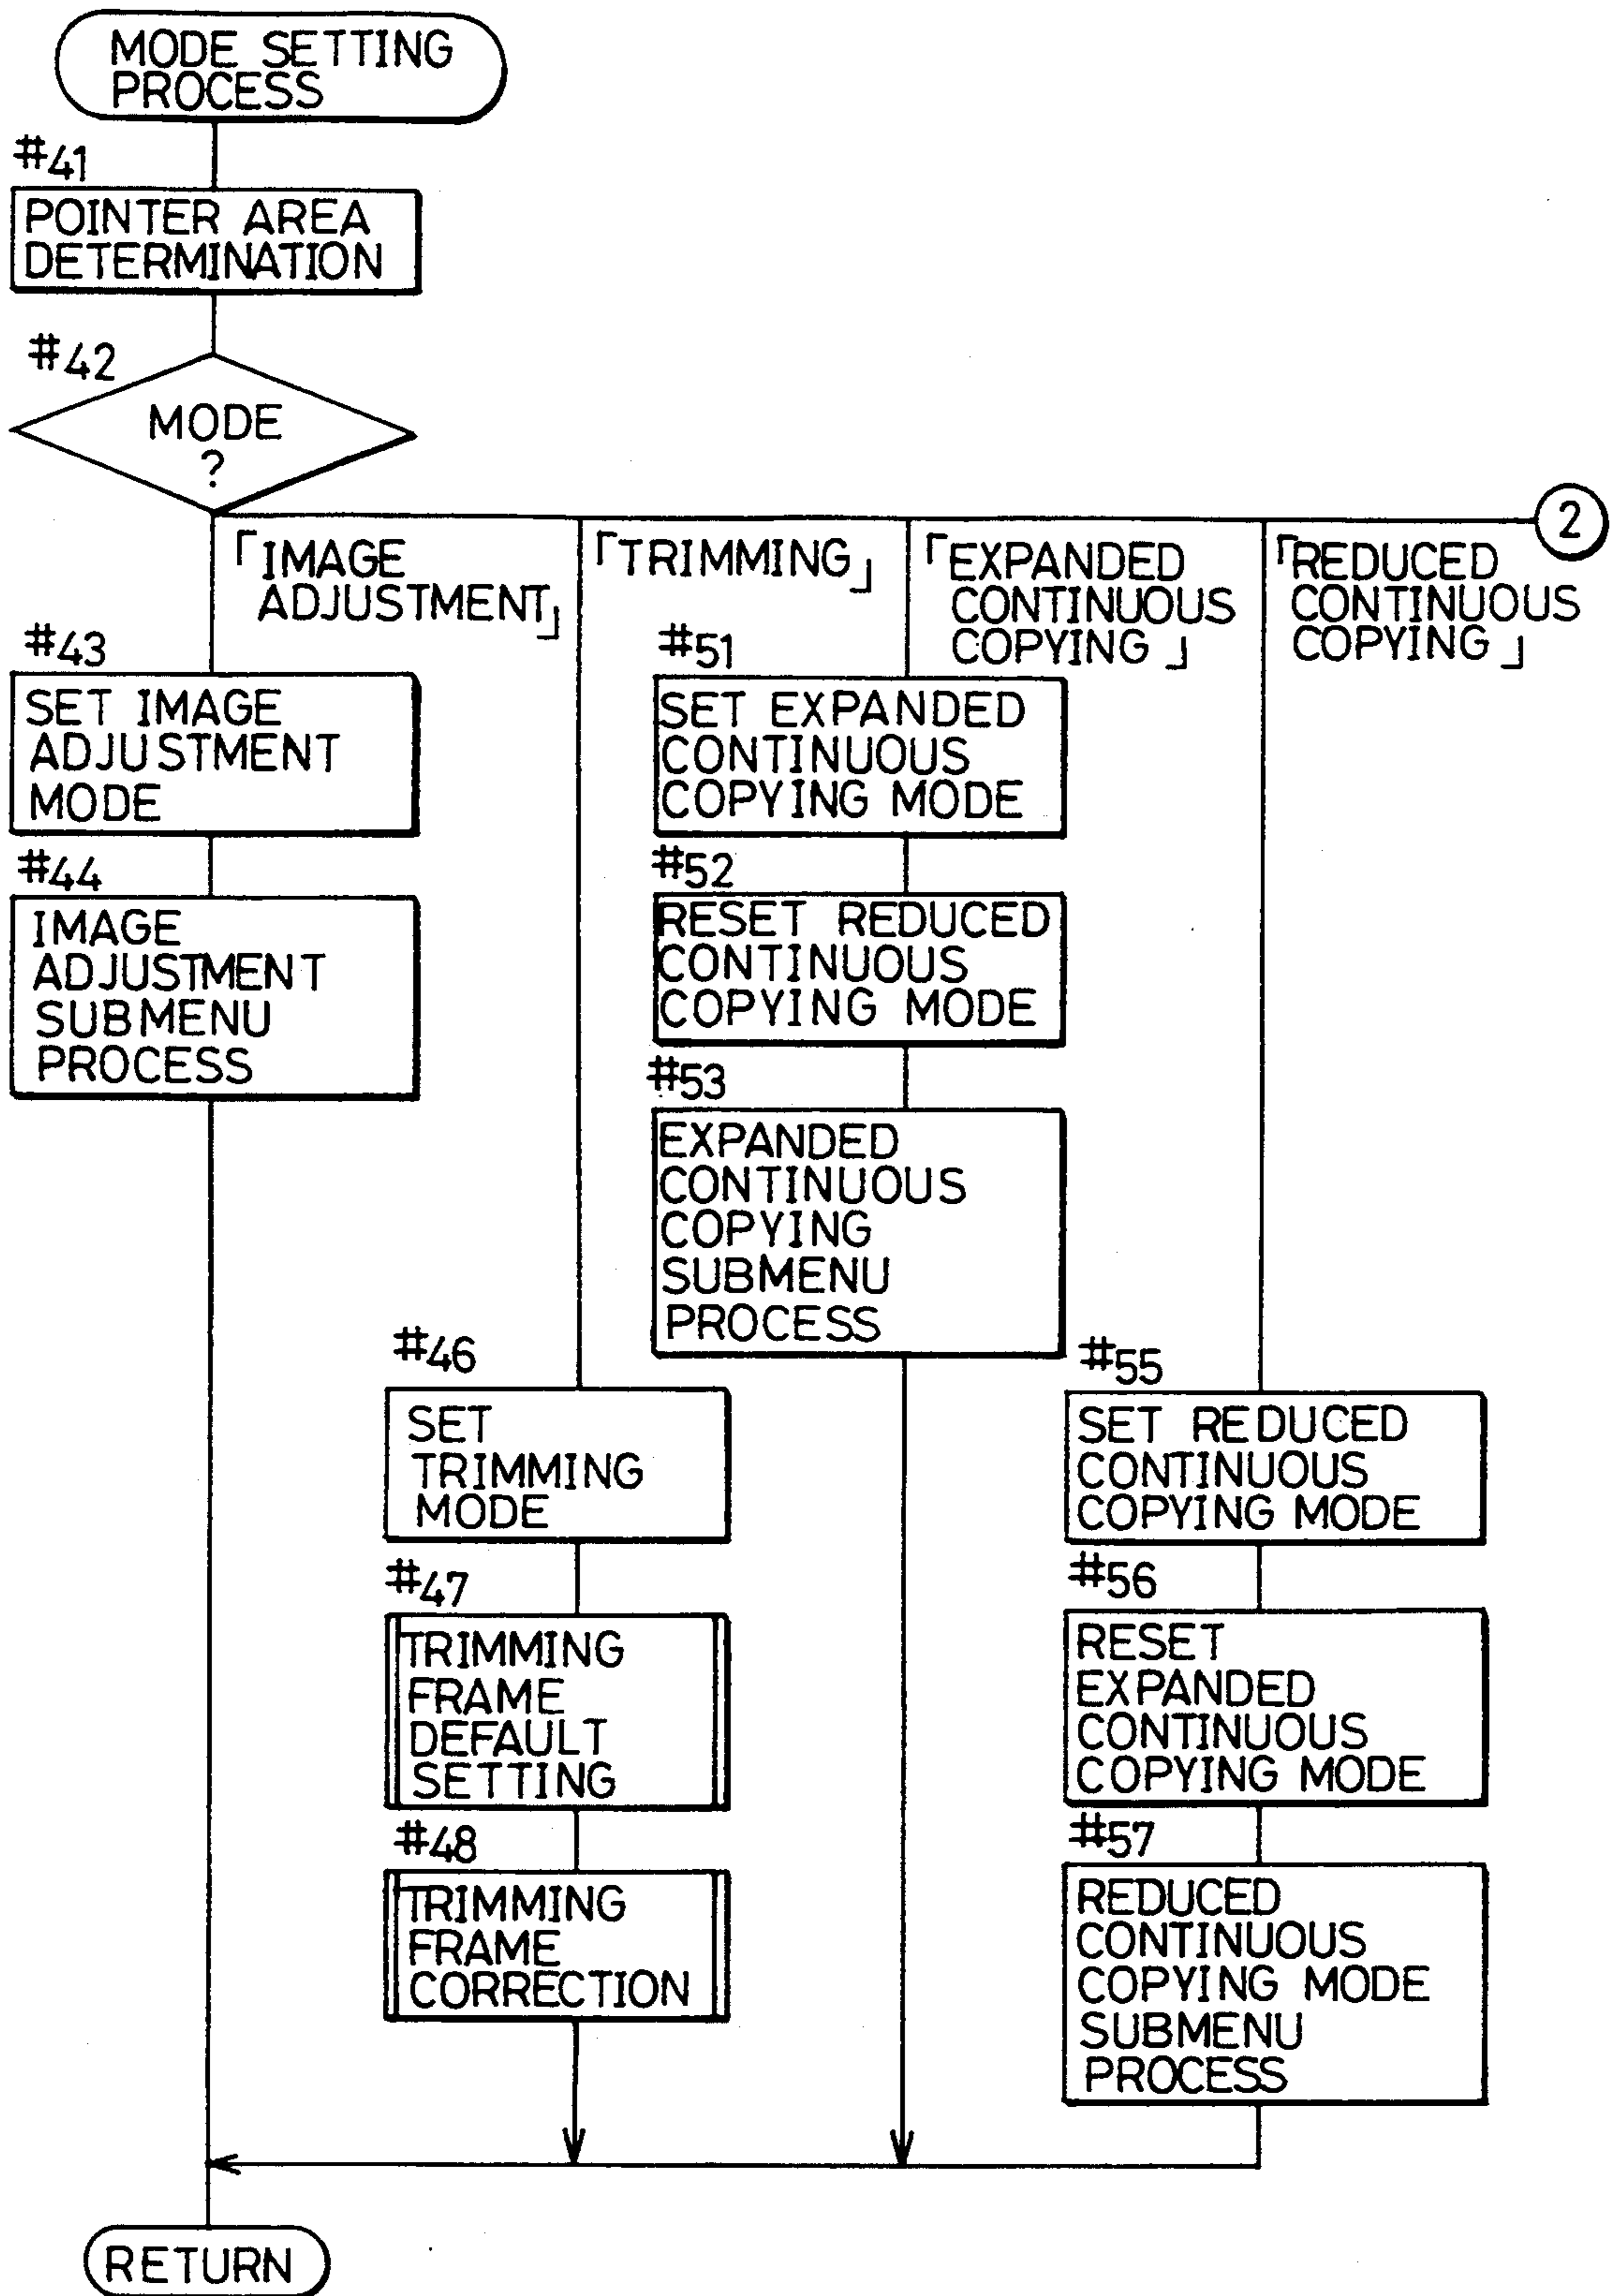 MODE SETTING
PROCESS
#41
POINTER AREA
DETERMINATION
#42
MODE
?
2
「IMAGE
ADJUSTMENT」
「TRIMMING」
「EXPANDED
CONTINUOUS
COPYING」
「REDUCED
CONTINUOUS
COPYING」
#43
SET IMAGE
ADJUSTMENT
MODE
#44
IMAGE
ADJUSTMENT
SUBMENU
PROCESS
#46
SET
TRIMMING
MODE
#47
TRIMMING
FRAME
DEFAULT
SETTING
#48
TRIMMING
FRAME
CORRECTION
#51
SET EXPANDED
CONTINUOUS
COPYING MODE
#52
RESET REDUCED
CONTINUOUS
COPYING MODE
#53
EXPANDED
CONTINUOUS
COPYING
SUBMENU
PROCESS
#55
SET REDUCED
CONTINUOUS
COPYING MODE
#56
RESET
EXPANDED
CONTINUOUS
COPYING MODE
#57
REDUCED
CONTINUOUS
COPYING MODE
SUBMENU
PROCESS
RETURN